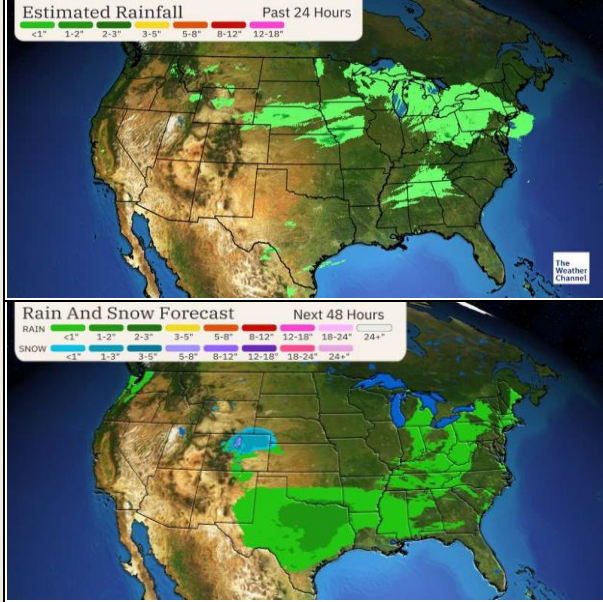 Estimated Rainfall Past 24 Hours
<1" 1-2" 2-3" 3-5" 5-8" 8-12" 12-18"
The
Weather
Channel
Rain And Snow Forecast Next 48 Hours
RAIN
<1" 1-2" 2-3" 3-5" 5-8" 8-12" 12-18" 18-24" 24+"
SNOW
<1" 1-3" 3-5" 5-8" 8-12" 12-18" 18-24" 24+"